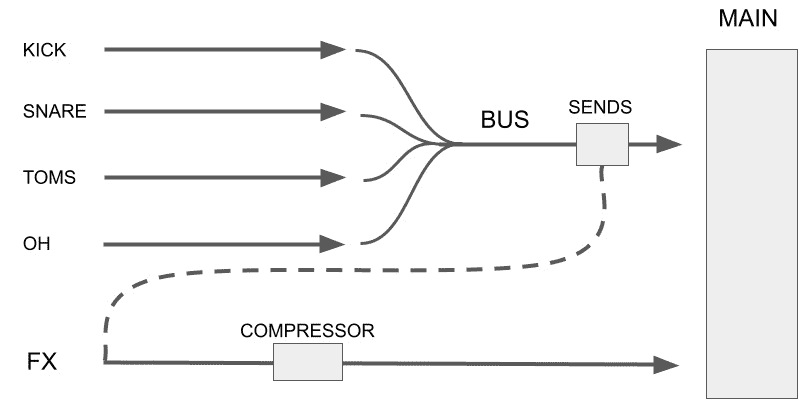 MAIN
KICK
SENDS
SNARE
BUS
TOMS
OH
COMPRESSOR
FX